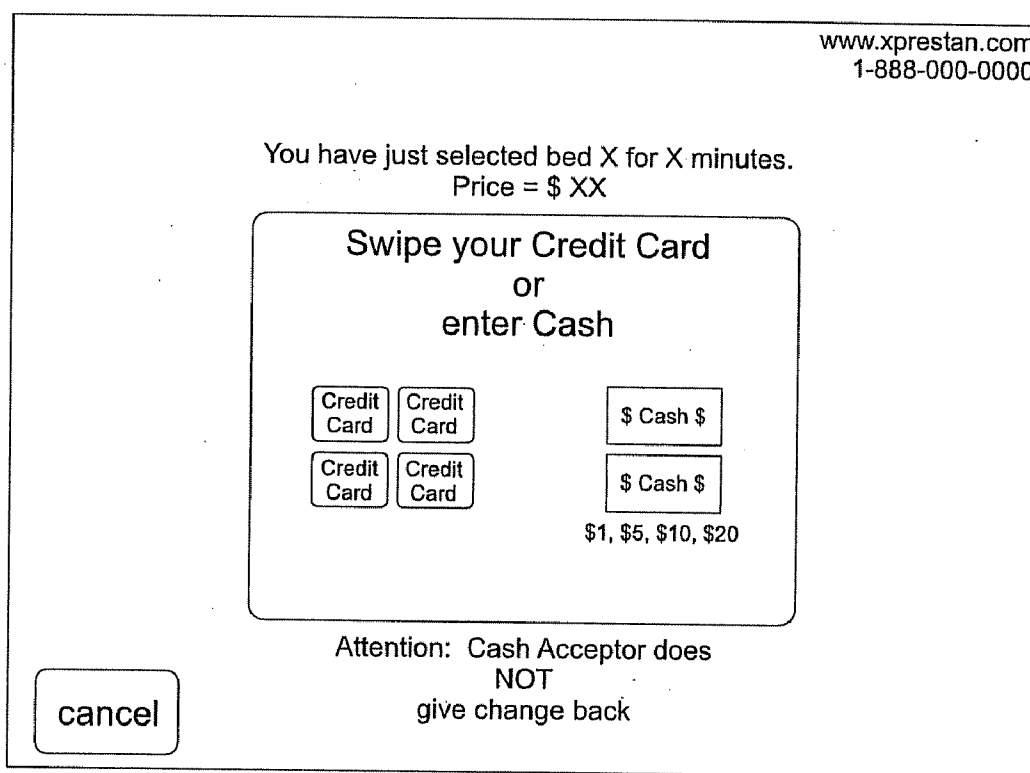 www.xprestan.com
1-888-000-0000
You have just selected bed X for X minutes.
Price = $ XX
Swipe your Credit Card
or
enter Cash
Credit Card
Credit Card
$ Cash $
Credit Card
Credit Card
$ Cash $
$1, $5, $10, $20
Attention: Cash Acceptor does
NOT
give change back
cancel